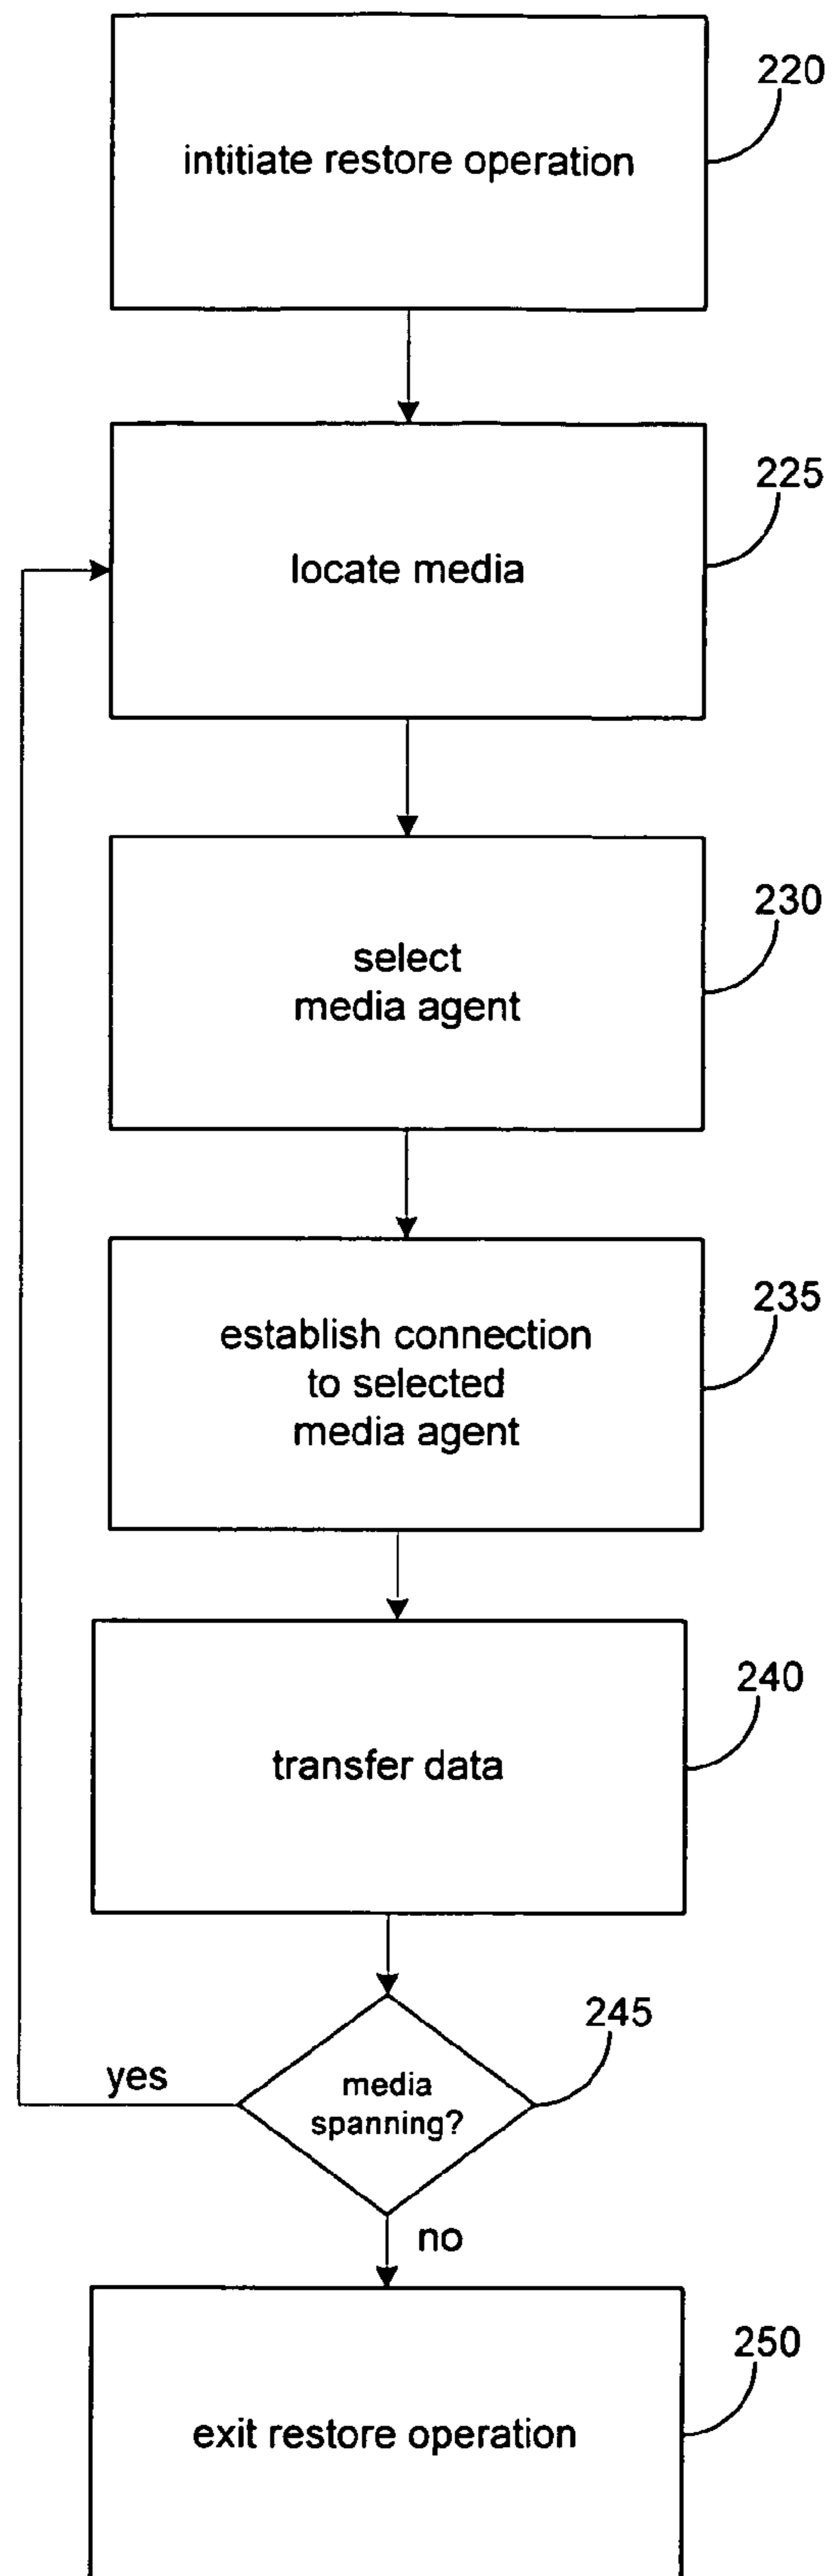 220
intitiate restore operation
225
locate media
230
select
media agent
235
establish connection
to selected
media agent
240
transfer data
245
media
spanning?
yes
no
250
exit restore operation